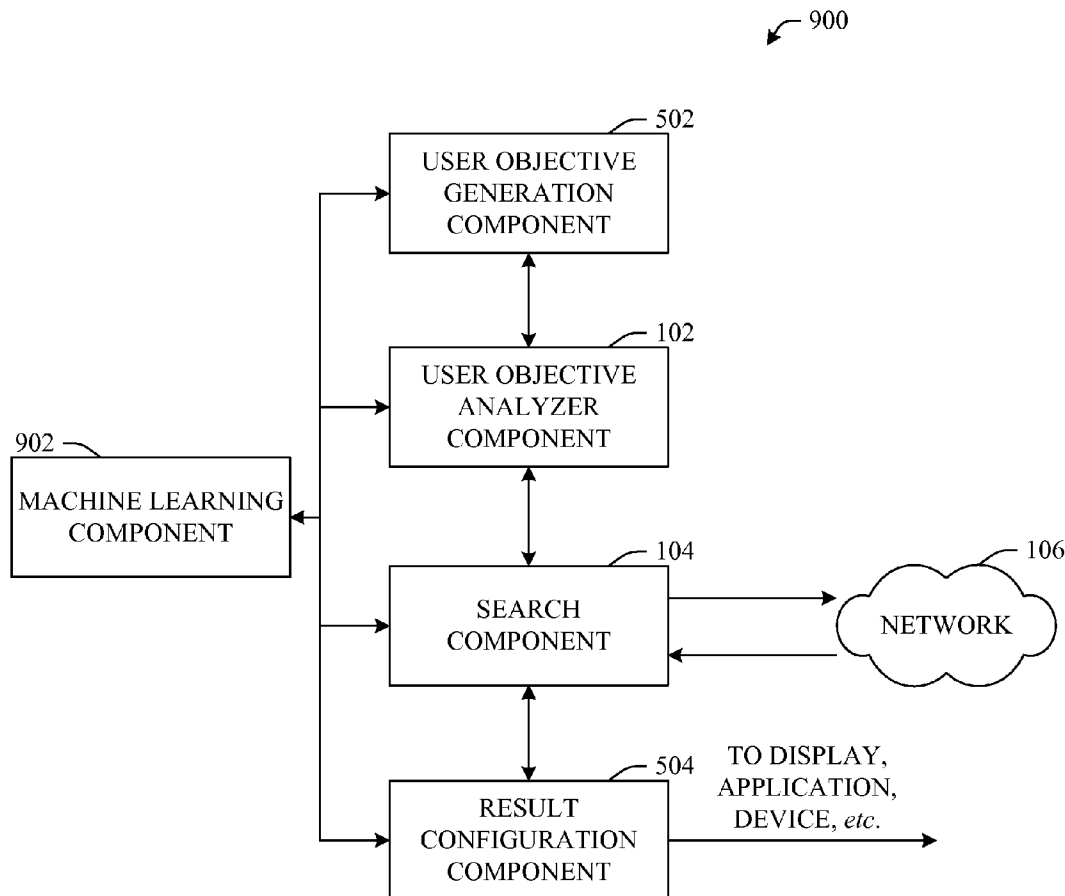 900
502
USER OBJECTIVE
GENERATION
COMPONENT
102
USER OBJECTIVE
ANALYZER
COMPONENT
902
MACHINE LEARNING
COMPONENT
104
SEARCH
COMPONENT
106
NETWORK
504
RESULT
CONFIGURATION
COMPONENT
TO DISPLAY,
APPLICATION,
DEVICE, etc.